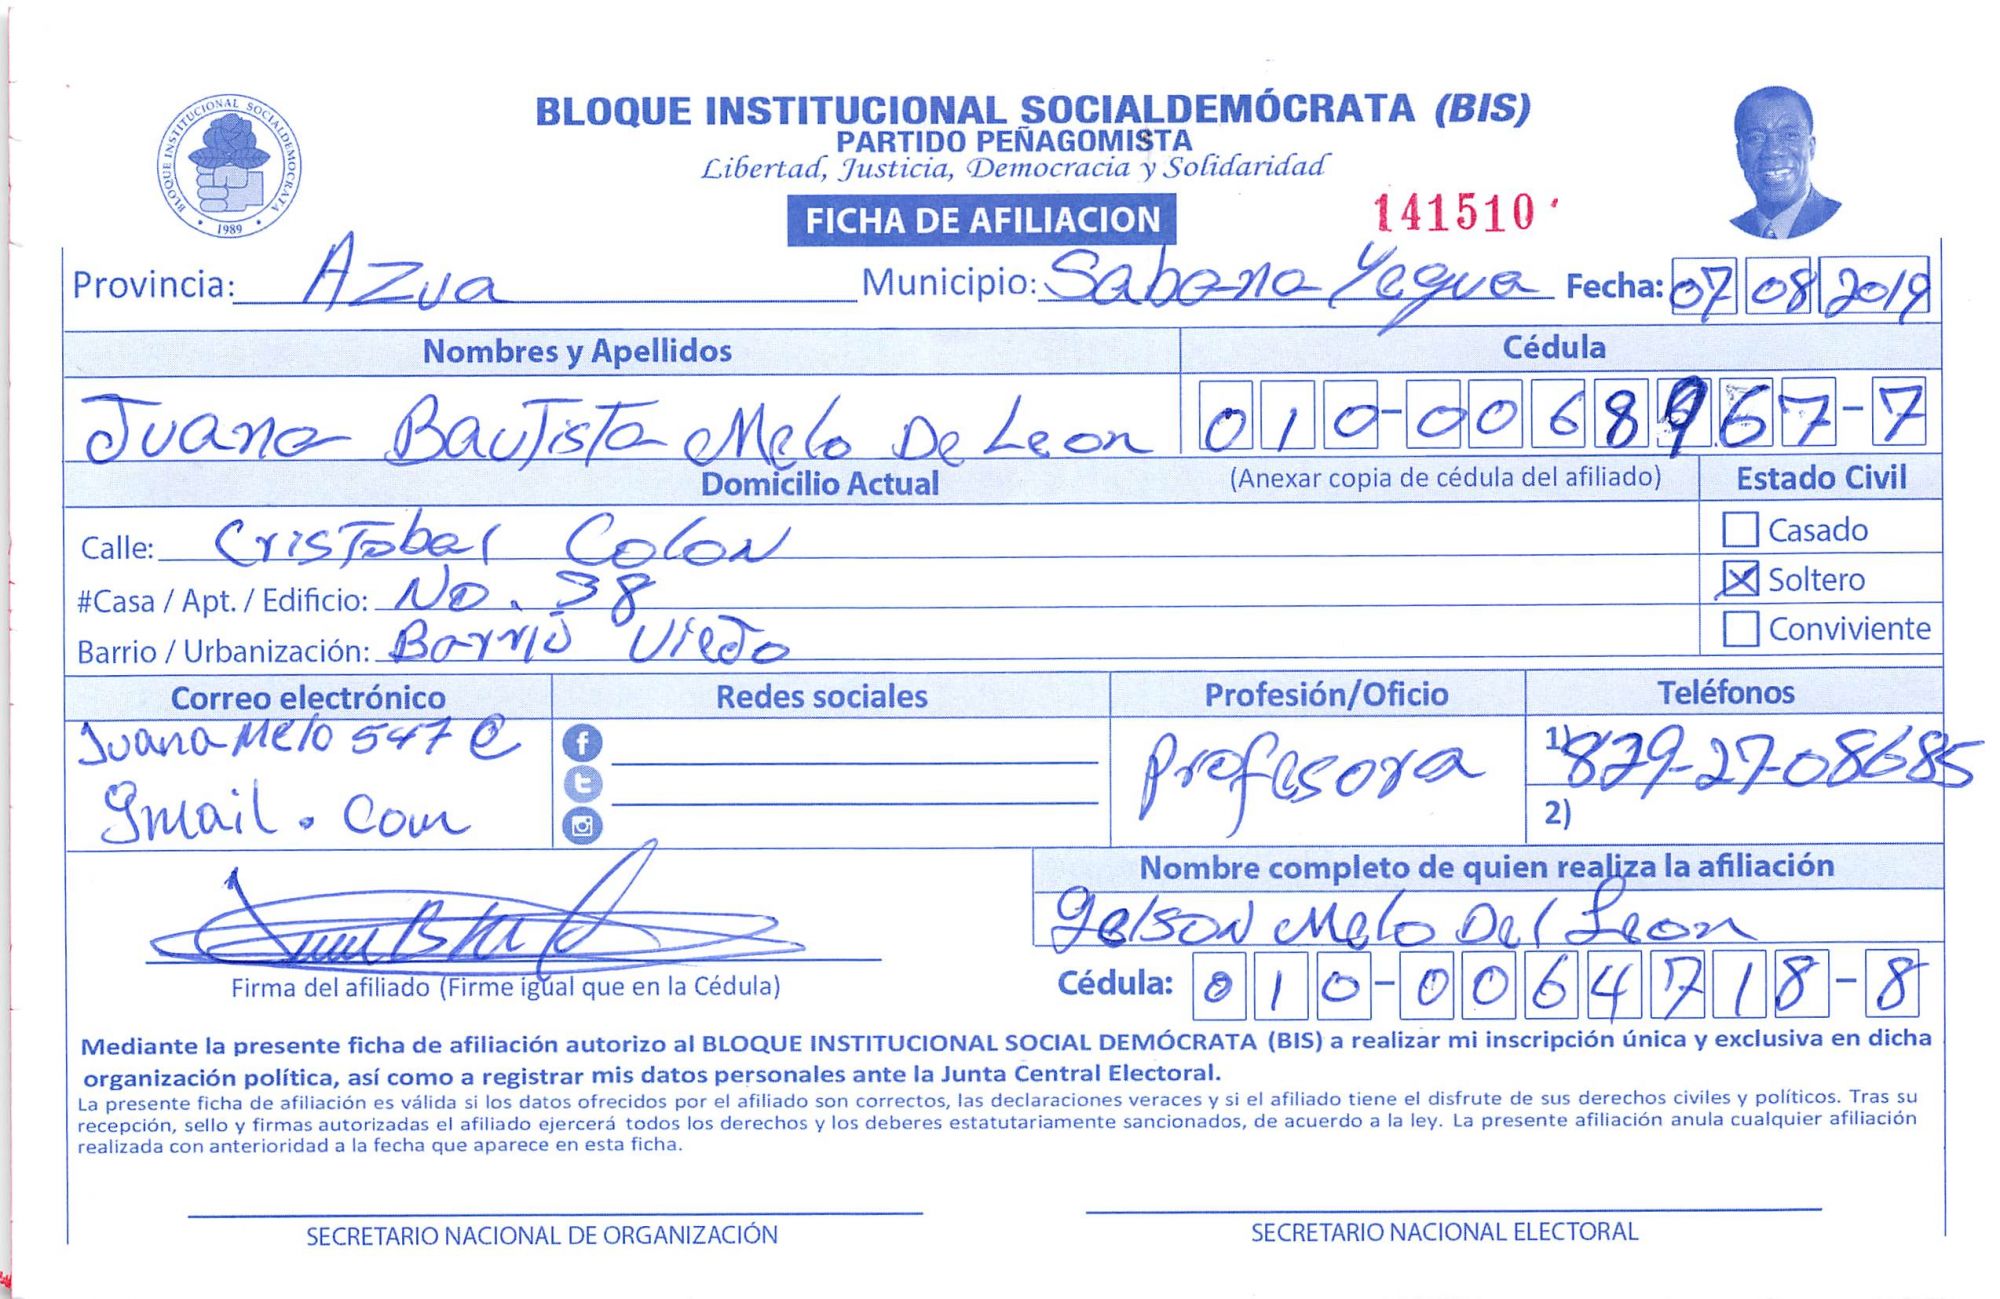 BLOQUE INSTITUCIONAL SOCIALDEMÓCRATA
1989
BLOQUE INSTITUCIONAL SOCIALDEMÓCRATA (BIS)
PARTIDO PEÑAGOMISTA
Libertad, Justicia, Democracia y Solidaridad
FICHA DE AFILIACION
141510
Provincia: Azua Municipio: Sabana Yegua Fecha: 07 08 2019
Nombres y Apellidos Cédula
Juana Bautista Melo De Leon 010-0068967-7
Domicilio Actual (Anexar copia de cédula del afiliado) Estado Civil
Calle: Cristobal Colon Casado
#Casa / Apt. / Edificio: No. 38 Soltero
Barrio / Urbanización: Barrio Viejo Conviviente
Correo electrónico Redes sociales Profesión/Oficio Teléfonos
Juana Melo 547 @ Profesora 1) 829-27-08685
gmail. com 2)
Nombre completo de quien realiza la afiliación
Gelson Melo Del Leon
Firma del afiliado (Firme igual que en la Cédula) Cédula: 010-0064718-8
Mediante la presente ficha de afiliación autorizo al BLOQUE INSTITUCIONAL SOCIAL DEMÓCRATA (BIS) a realizar mi inscripción única y exclusiva en dicha
organización política, así como a registrar mis datos personales ante la Junta Central Electoral.
La presente ficha de afiliación es válida si los datos ofrecidos por el afiliado son correctos, las declaraciones veraces y si el afiliado tiene el disfrute de sus derechos civiles y políticos. Tras su
recepción, sello y firmas autorizadas el afiliado ejercerá todos los derechos y los deberes estatutariamente sancionados, de acuerdo a la ley. La presente afiliación anula cualquier afiliación
realizada con anterioridad a la fecha que aparece en esta ficha.
SECRETARIO NACIONAL DE ORGANIZACIÓN SECRETARIO NACIONAL ELECTORAL